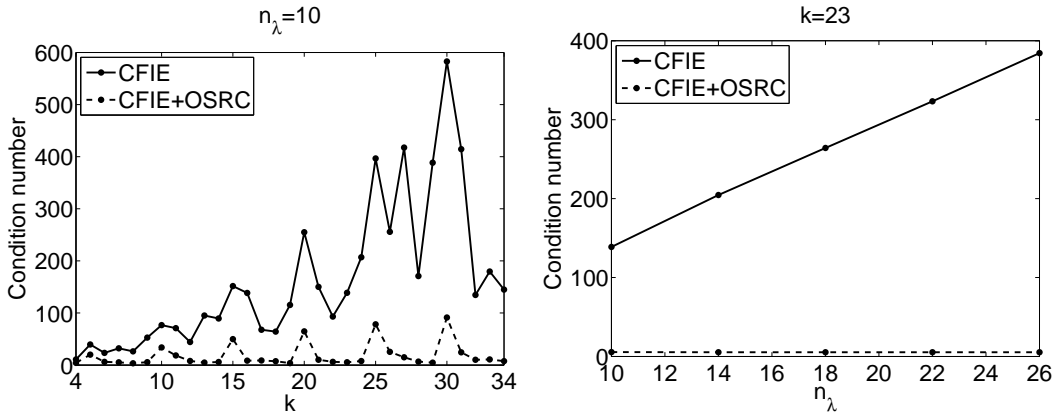 n_λ=10
600
500
400
300
200
100
0
Condition number
CFIE
CFIE+OSRC
4 10 15 20 25 30 34
k
k=23
400
300
200
100
0
Condition number
CFIE
CFIE+OSRC
10 12 14 16 18 20 22 24 26
n_λ